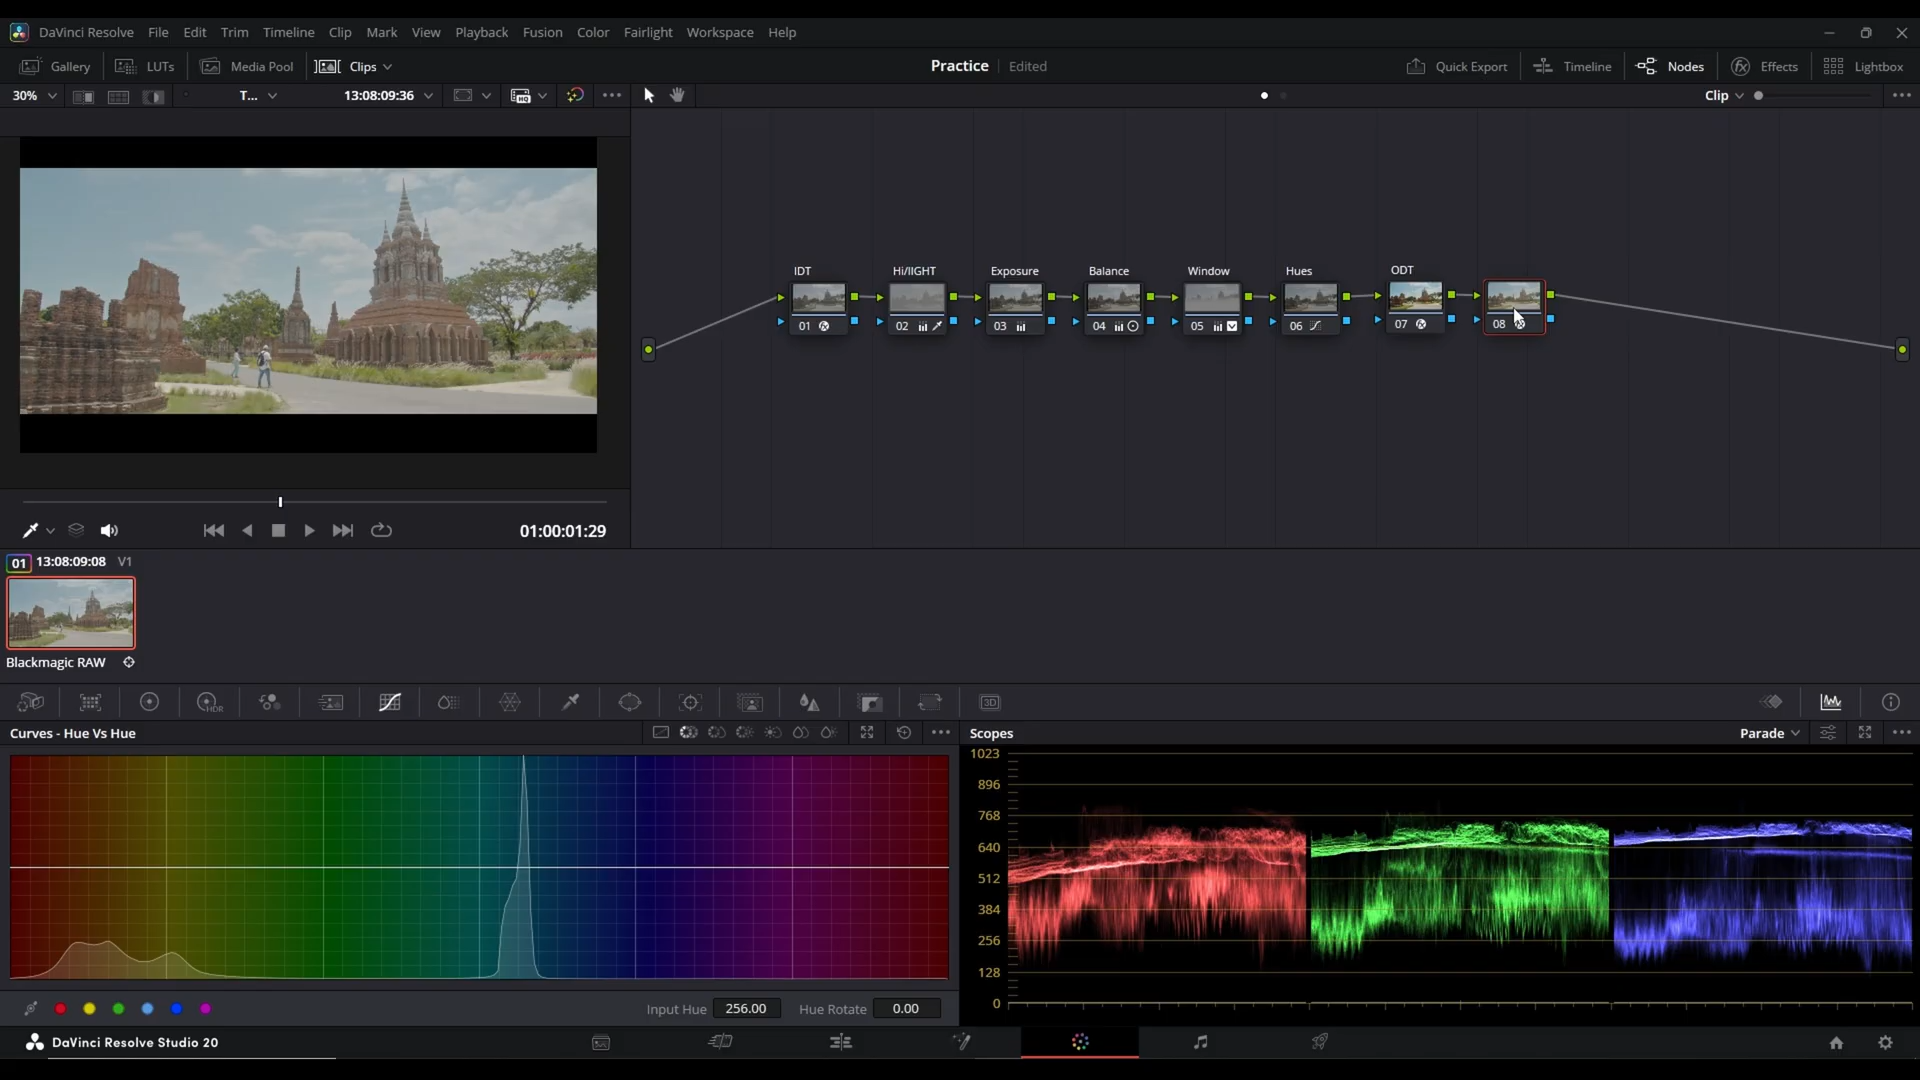 DaVinci Resolve File Edit Trim Timeline Clip Mark View Playback Fusion Color Fairlight Workspace Help
Gallery LUTs Media Pool Clips Practice Edited Quick Export Timeline Nodes Effects Lightbox
30% T... 13:08:09:36 HQ Clip
IDT Hi/lIGHT Exposure Balance Window Hues ODT
01 02 03 04 05 06 07 08
01:00:01:29
01 13:08:09:08 V1
Blackmagic RAW
HDR 3D
Curves - Hue Vs Hue Scopes Parade
1023
896
768
640
512
384
256
128
0
Input Hue 256.00 Hue Rotate 0.00
DaVinci Resolve Studio 20